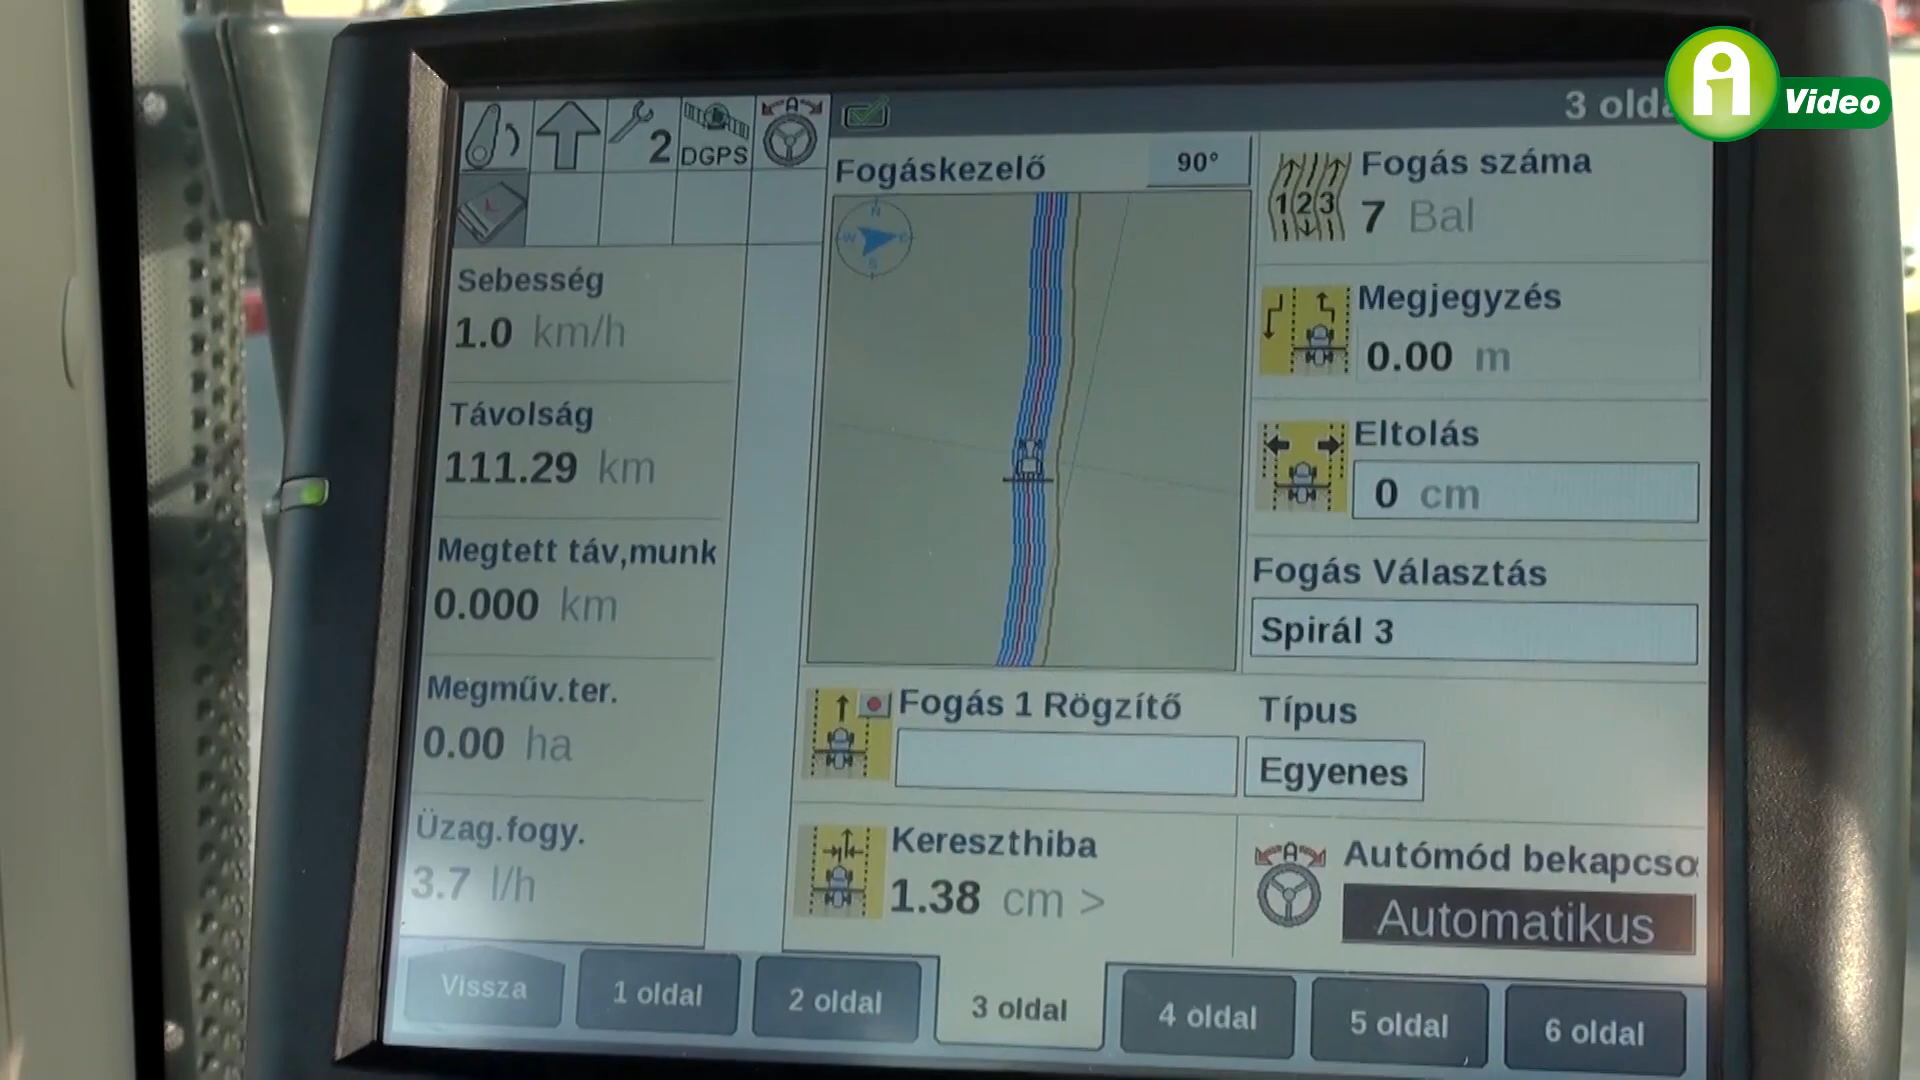 3 olda
Video
2
DGPS
A
Fogáskezelő
90°
N
W
E
S
Sebesség
1.0 km/h
Távolság
111.29 km
Megtett táv,munk
0.000 km
Megműv.ter.
0.00 ha
Üzag.fogy.
3.7 l/h
Fogás száma
123
7 Bal
Megjegyzés
0.00 m
Eltolás
0 cm
Fogás Választás
Spirál 3
Fogás 1 Rögzítő
Típus
Egyenes
Kereszthiba
1.38 cm >
A
Autómód bekapcso
Automatikus
Vissza
1 oldal
2 oldal
3 oldal
4 oldal
5 oldal
6 oldal